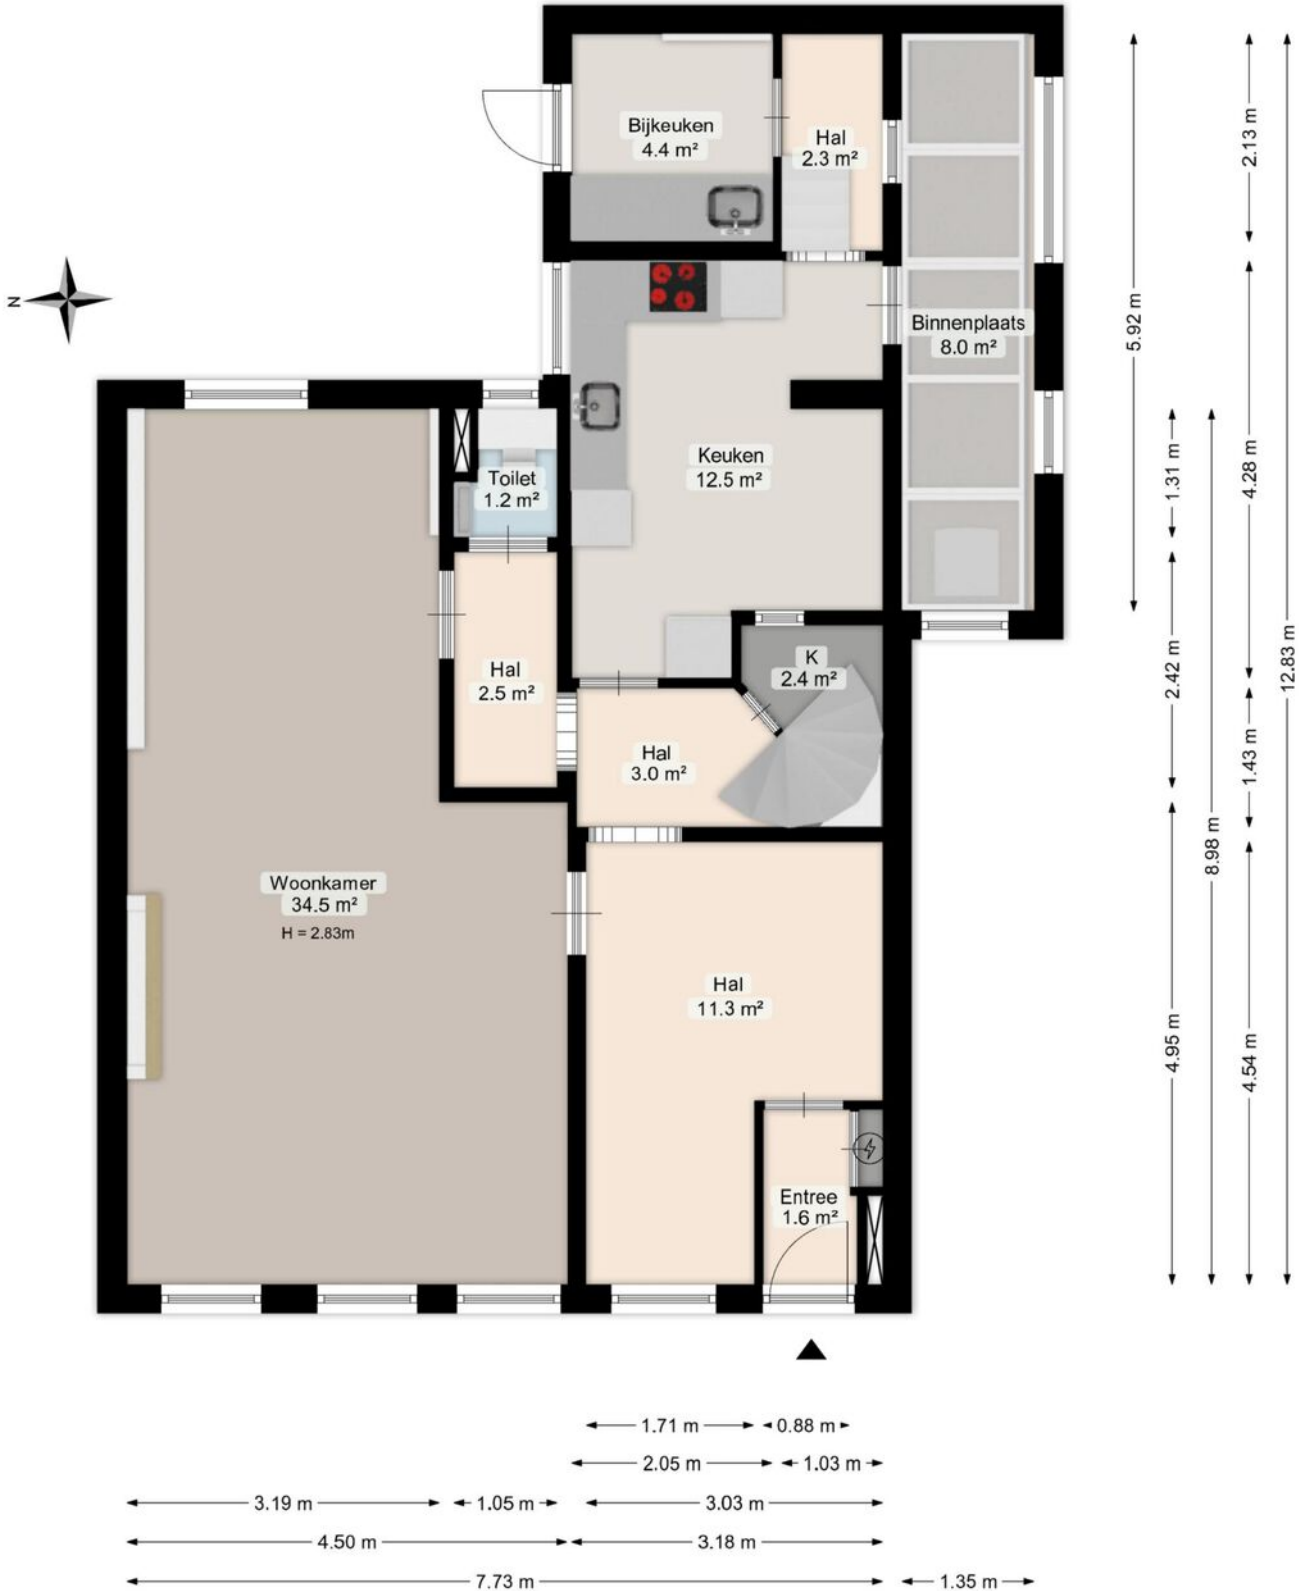 Bijkeuken
4.4 m²
Hal
2.3 m²
2.13 m
N
Binnenplaats
8.0 m²
5.92 m
Keuken
12.5 m²
Toilet
1.2 m²
1.31 m
4.28 m
12.83 m
Hal
2.5 m²
K
2.4 m²
2.42 m
Hal
3.0 m²
1.43 m
8.98 m
Woonkamer
34.5 m²
H = 2.83m
Hal
11.3 m²
4.95 m
4.54 m
Entree
1.6 m²
1.71 m
0.88 m
2.05 m
1.03 m
3.19 m
1.05 m
3.03 m
4.50 m
3.18 m
7.73 m
1.35 m